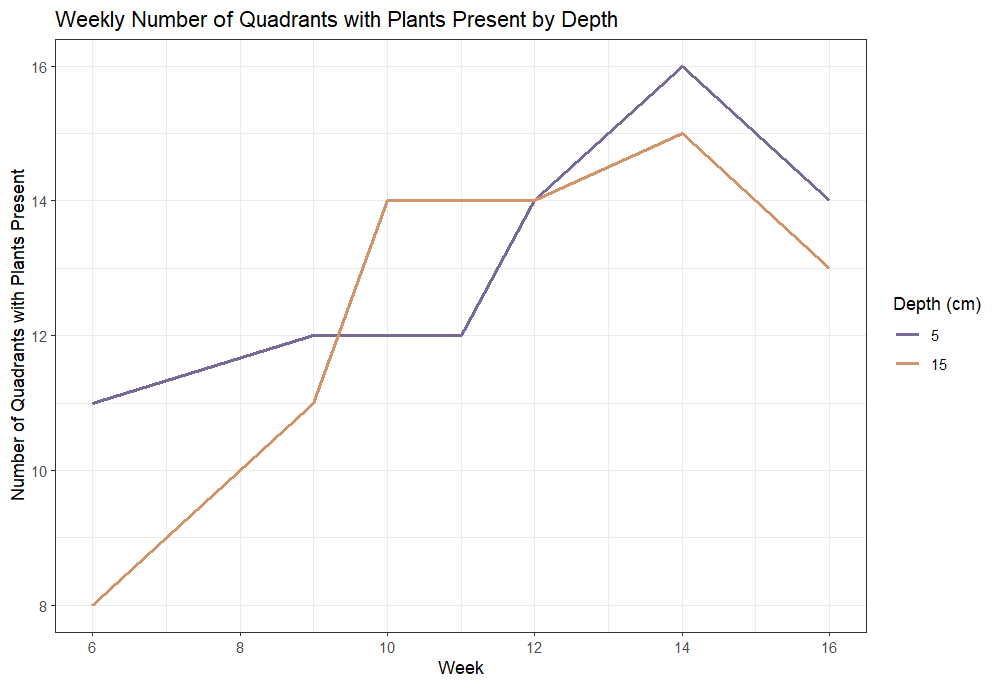 Weekly Number of Quadrants with Plants Present by Depth
Number of Quadrants with Plants Present
16
14
12
10
8
6 8 10 12 14 16
Week
Depth (cm)
5
15